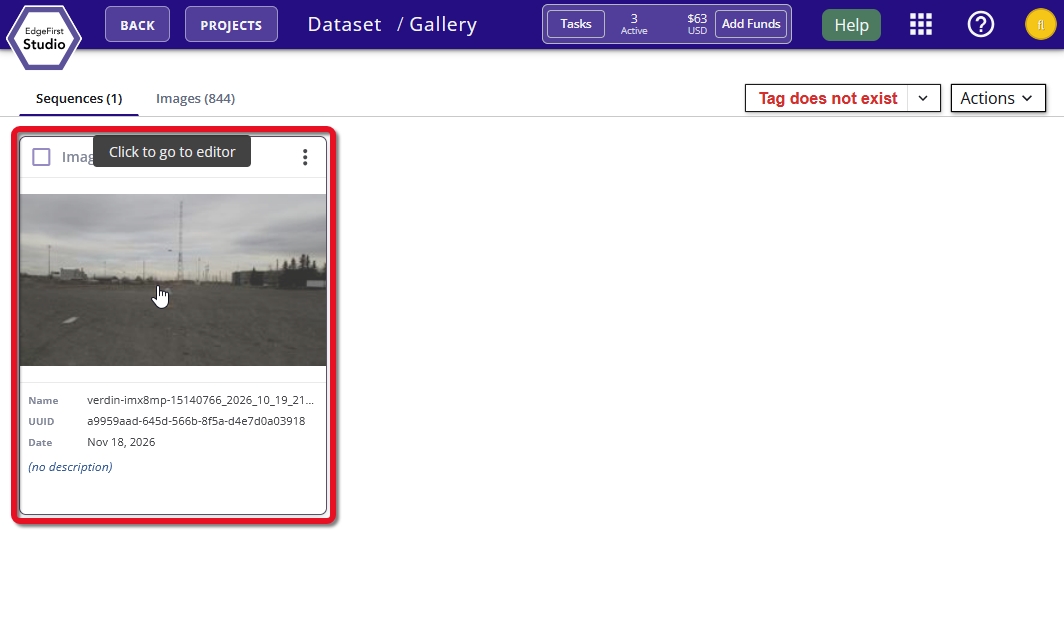 EdgeFirst
Studio
BACK
PROJECTS
Dataset / Gallery
Tasks
3
Active
$63
USD
Add Funds
Help
fl
Sequences (1)
Images (844)
Tag does not exist
Actions
Imag
Click to go to editor
Name verdin-imx8mp-15140766_2026_10_19_21...
UUID a9959aad-645d-566b-8f5a-d4e7d0a03918
Date Nov 18, 2026
(no description)